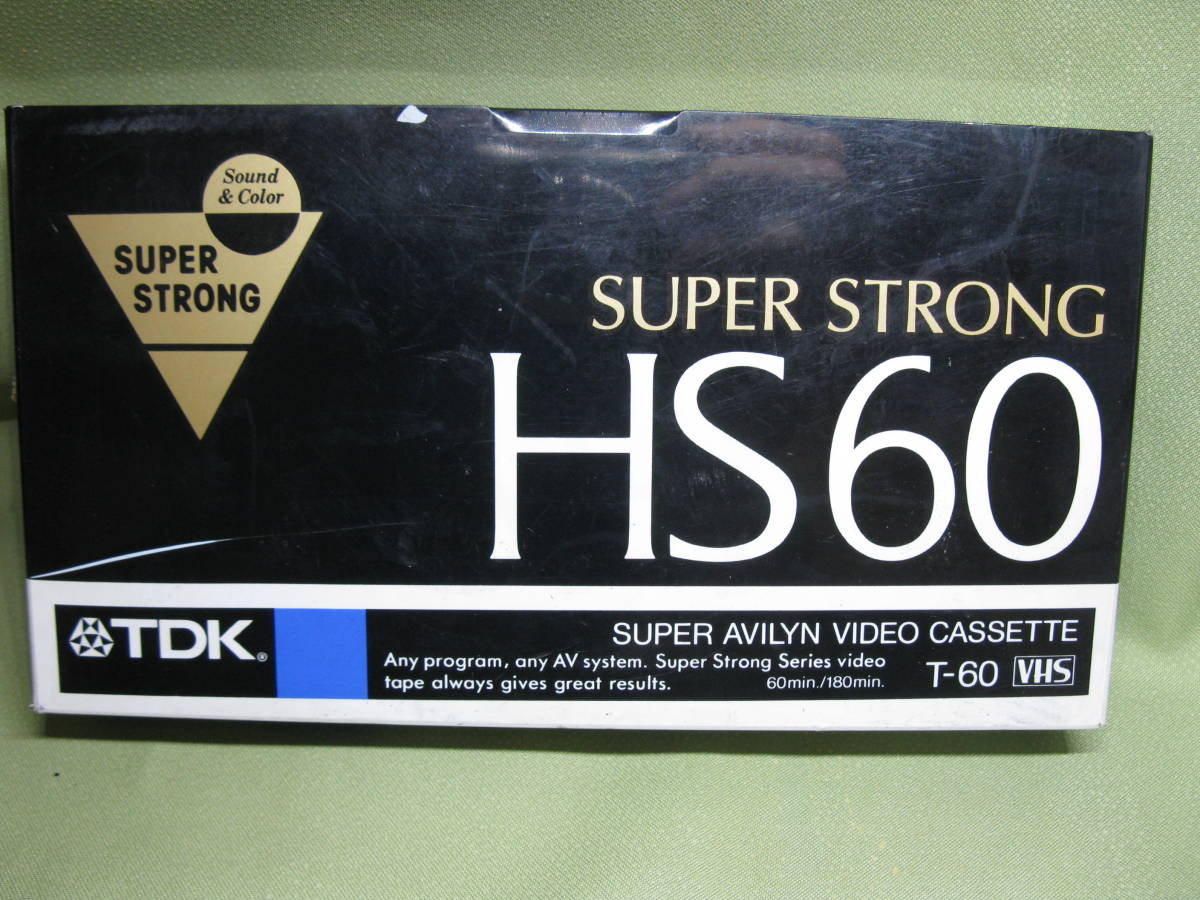 Sound
& Color
SUPER
STRONG
SUPER STRONG
HS60
TDK®
SUPER AVILYN VIDEO CASSETTE
Any program, any AV system. Super Strong Series video
tape always gives great results.
60min./180min.
T-60 VHS